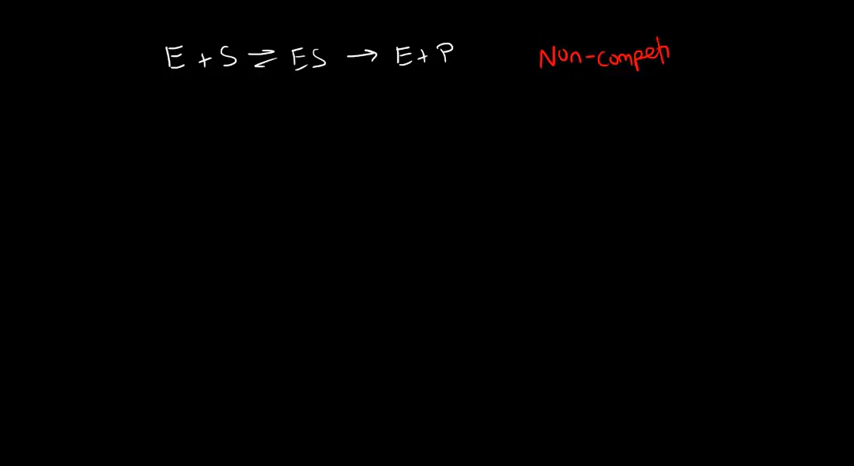 E + S ⇌ ES → E + P Non-competi